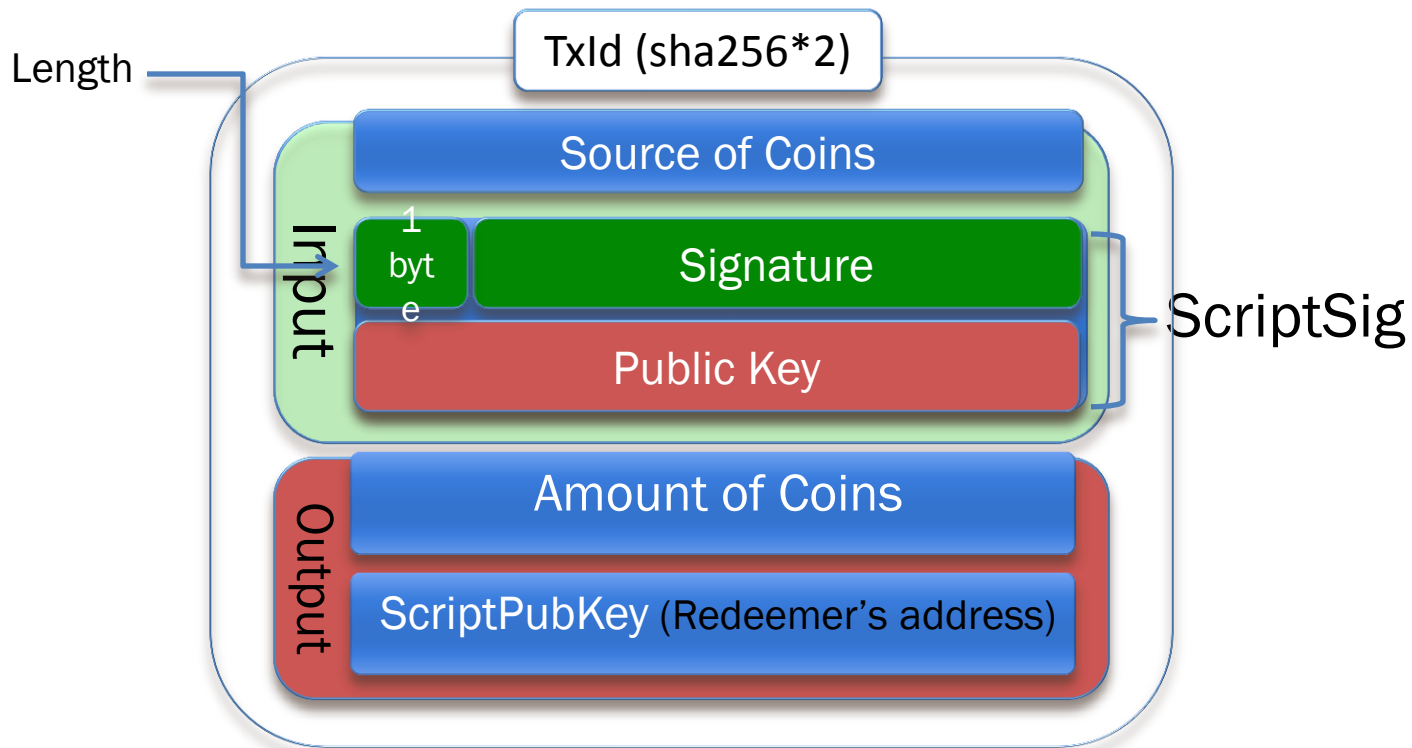 TxId (sha256*2)
Length
Source of Coins
Input
1
byt
e
Signature
ScriptSig
Public Key
Output
Amount of Coins
ScriptPubKey (Redeemer’s address)